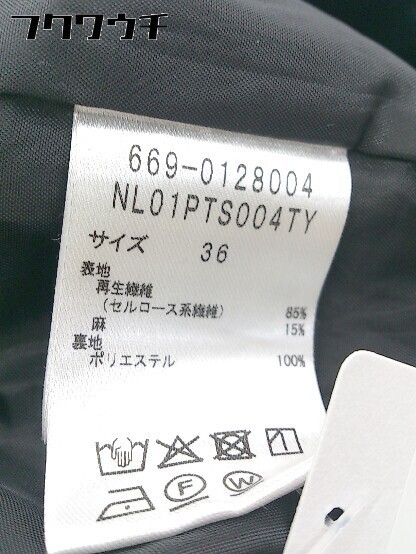 フクウウチ
669-0128004
NL01PTS004TY
サイズ 36
表地
再生繊維
(セルロース系繊維) 85%
麻 15%
裏地
ポリエステル 100%
F W